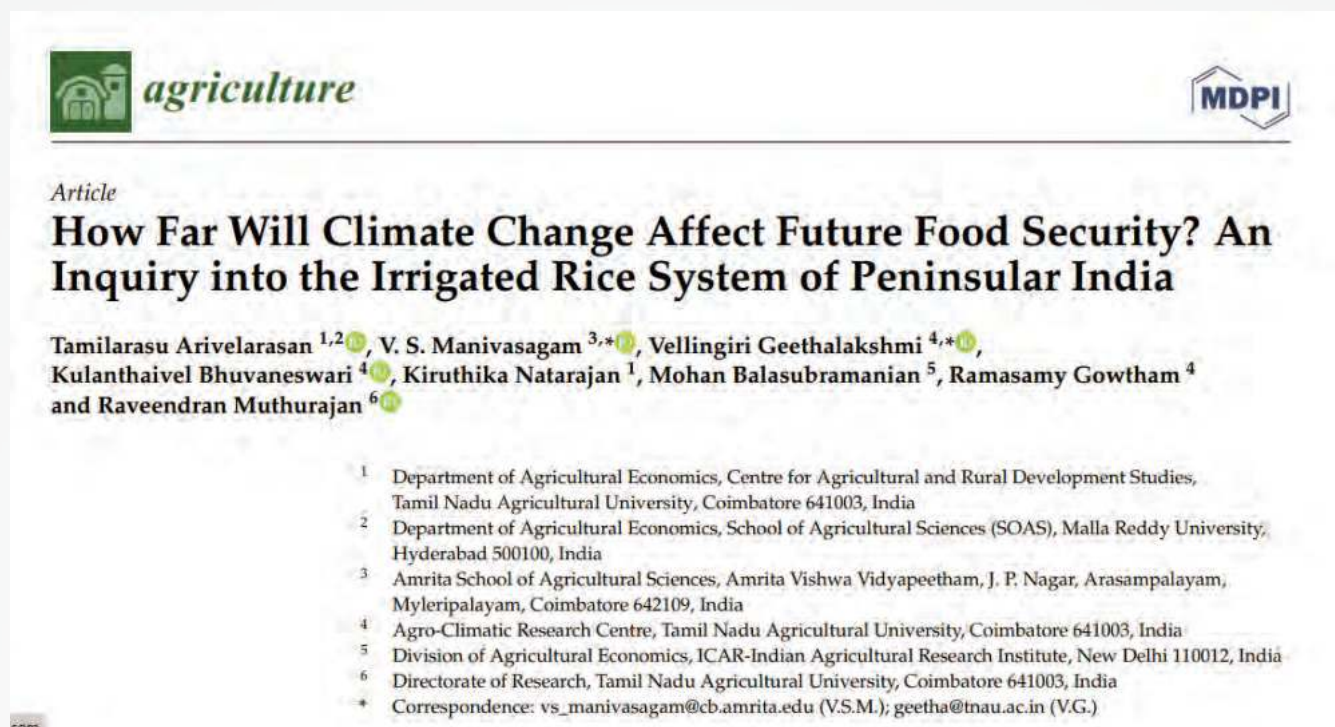 agriculture
MDPI
Article
How Far Will Climate Change Affect Future Food Security? An
Inquiry into the Irrigated Rice System of Peninsular India
Tamilarasu Arivelarasan 1,2, V. S. Manivasagam 3,*, Vellingiri Geethalakshmi 4,*,
Kulanthaivel Bhuvaneswari 4, Kiruthika Natarajan 1, Mohan Balasubramanian 5, Ramasamy Gowtham 4
and Raveendran Muthurajan 6
1 Department of Agricultural Economics, Centre for Agricultural and Rural Development Studies,
Tamil Nadu Agricultural University, Coimbatore 641003, India
2 Department of Agricultural Economics, School of Agricultural Sciences (SOAS), Malla Reddy University,
Hyderabad 500100, India
3 Amrita School of Agricultural Sciences, Amrita Vishwa Vidyapeetham, J. P. Nagar, Arasampalayam,
Myleripalayam, Coimbatore 642109, India
4 Agro-Climatic Research Centre, Tamil Nadu Agricultural University, Coimbatore 641003, India
5 Division of Agricultural Economics, ICAR-Indian Agricultural Research Institute, New Delhi 110012, India
6 Directorate of Research, Tamil Nadu Agricultural University, Coimbatore 641003, India
* Correspondence: vs_manivasagam@cb.amrita.edu (V.S.M.); geetha@tnau.ac.in (V.G.)